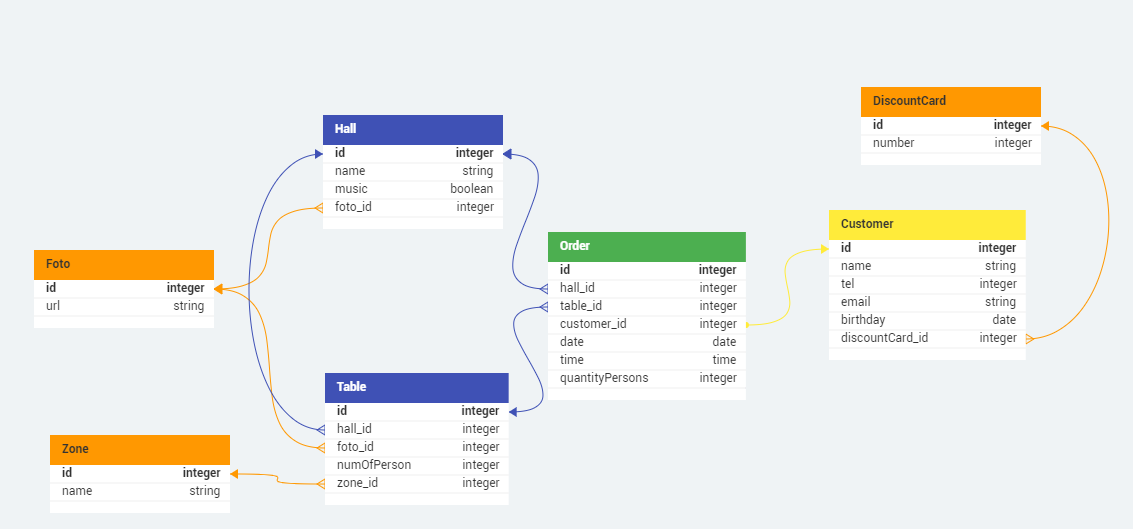 DiscountCard
id integer
number integer
Hall
id integer
name string
music boolean
foto_id integer
Customer
id integer
name string
tel integer
email string
birthday date
discountCard_id integer
Order
id integer
hall_id integer
table_id integer
customer_id integer
date date
time time
quantityPersons integer
Foto
id integer
url string
Table
id integer
hall_id integer
foto_id integer
numOfPerson integer
zone_id integer
Zone
id integer
name string